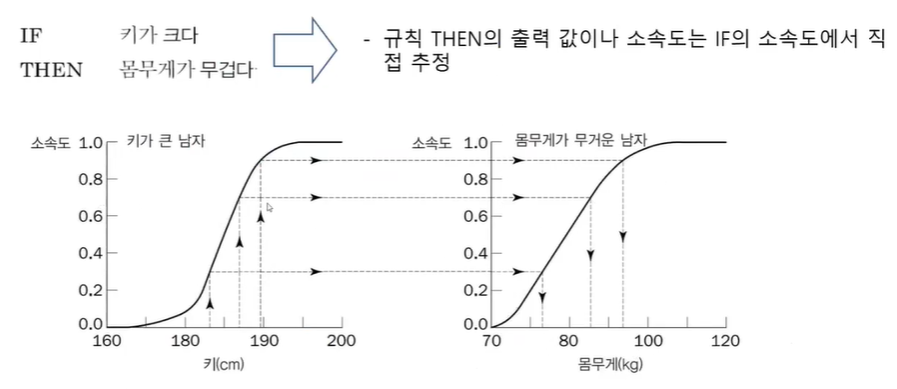 IF 키가 크다
THEN 몸무게가 무겁다
- 규칙 THEN의 출력 값이나 소속도는 IF의 소속도에서 직
접 추정
소속도 1.0 키가 큰 남자
0.8
0.6
0.4
0.2
0.0
160 180 190 200
키(cm)
소속도 1.0 몸무게가 무거운 남자
0.8
0.6
0.4
0.2
0.0
70 80 100 120
몸무게(kg)